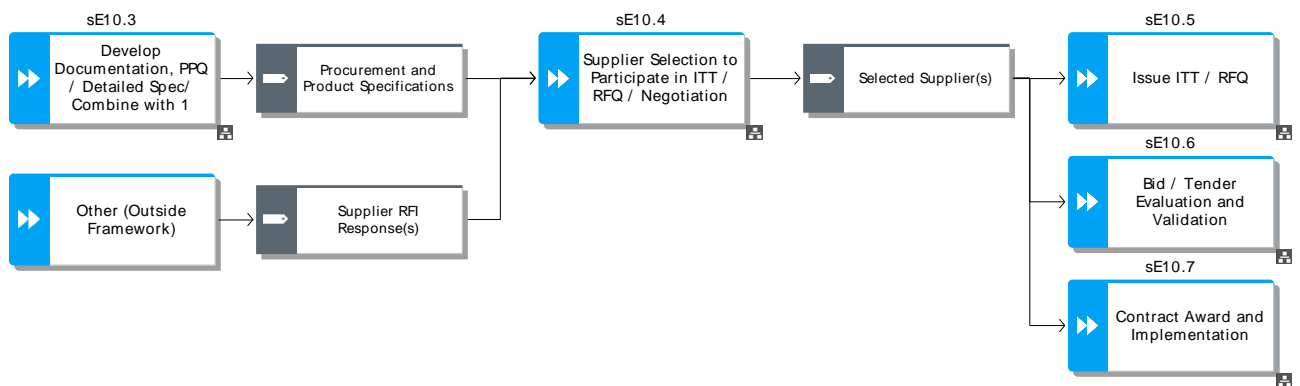 sE10.3
Develop
Documentation, PPQ
/ Detailed Spec/
Combine with 1
Procurement and
Product Specifications
sE10.4
Supplier Selection to
Participate in ITT /
RFQ / Negotiation
Selected Supplier(s)
sE10.5
Issue ITT / RFQ
Other (Outside
Framework)
Supplier RFI
Response(s)
sE10.6
Bid / Tender
Evaluation and
Validation
sE10.7
Contract Award and
Implementation